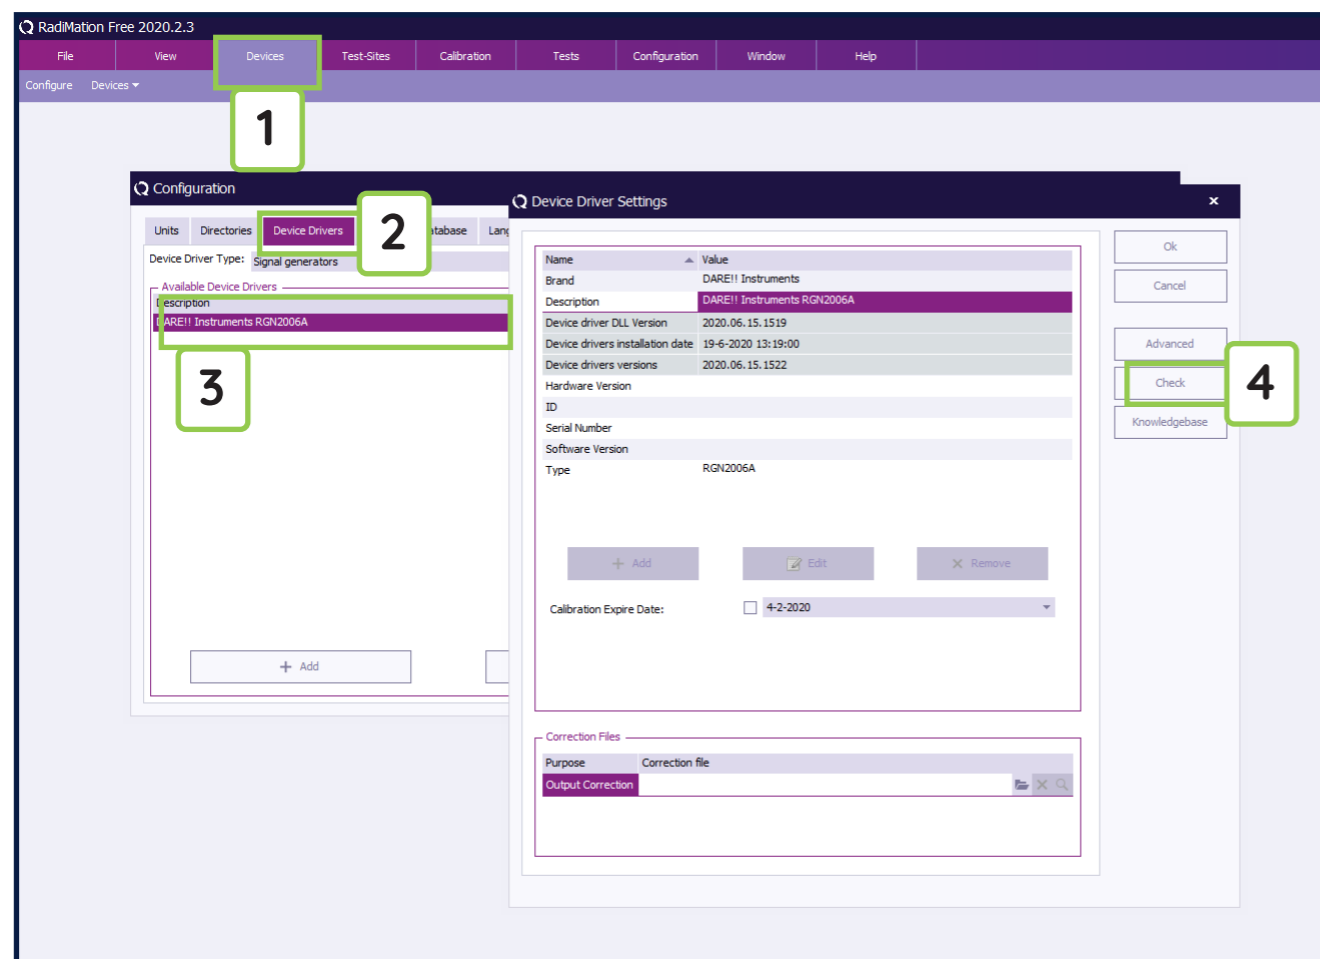 RadiMation Free 2020.2.3
File View Devices Test-Sites Calibration Tests Configuration Window Help
Configure Devices
1
Configuration
Device Driver Settings
2
Units Directories Device Drivers
Device Driver Type: Signal generators
Available Device Drivers
Description
DARE!! Instruments RGN2006A
3
+ Add
Name Value
Brand DARE!! Instruments
Description DARE!! Instruments RGN2006A
Device driver DLL Version 2020.06.15.1519
Device drivers installation date 19-6-2020 13:19:00
Device drivers versions 2020.06.15.1522
Hardware Version
ID
Serial Number
Software Version
Type RGN2006A
+ Add Edit Remove
Calibration Expire Date: 4-2-2020
Correction Files
Purpose Correction file
Output Correction
Ok
Cancel
Advanced
Check
4
Knowledgebase